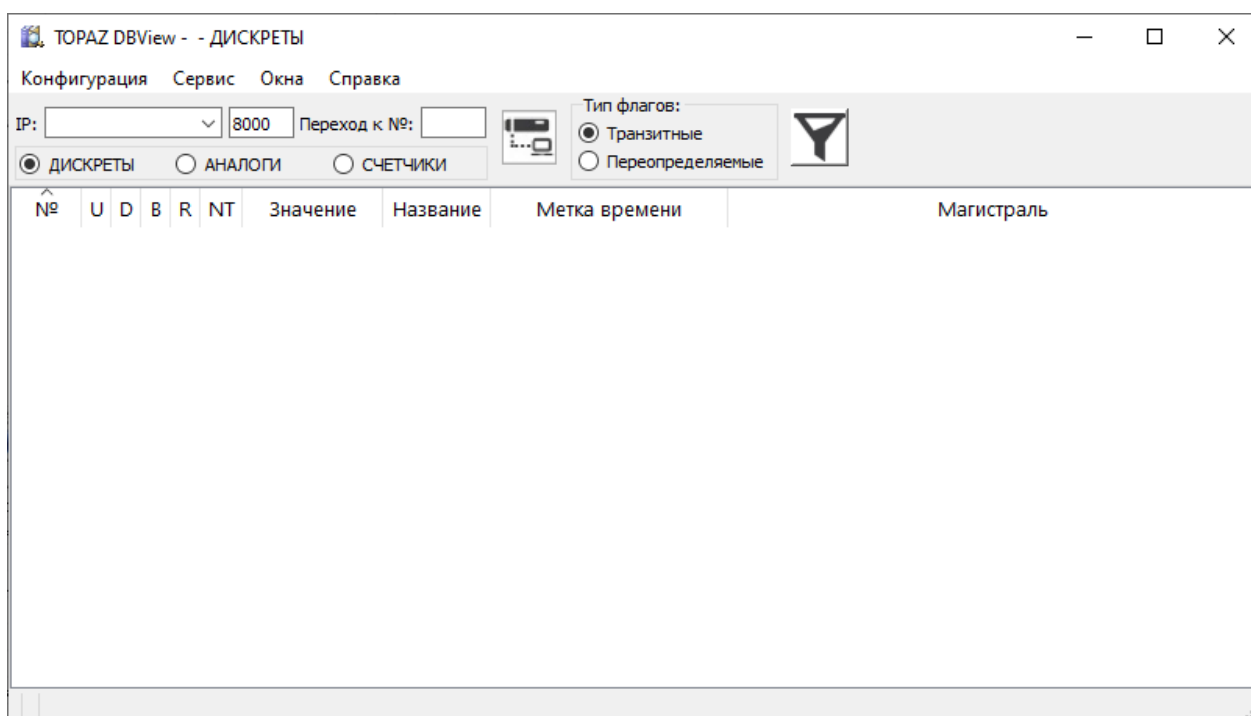 TOPAZ DBView - - ДИСКРЕТЫ
Конфигурация Сервис Окна Справка
IP: 8000 Переход к №:
ДИСКРЕТЫ АНАЛОГИ СЧЕТЧИКИ
Тип флагов:
Транзитные
Переопределяемые
№ U D B R NT Значение Название Метка времени Магистраль